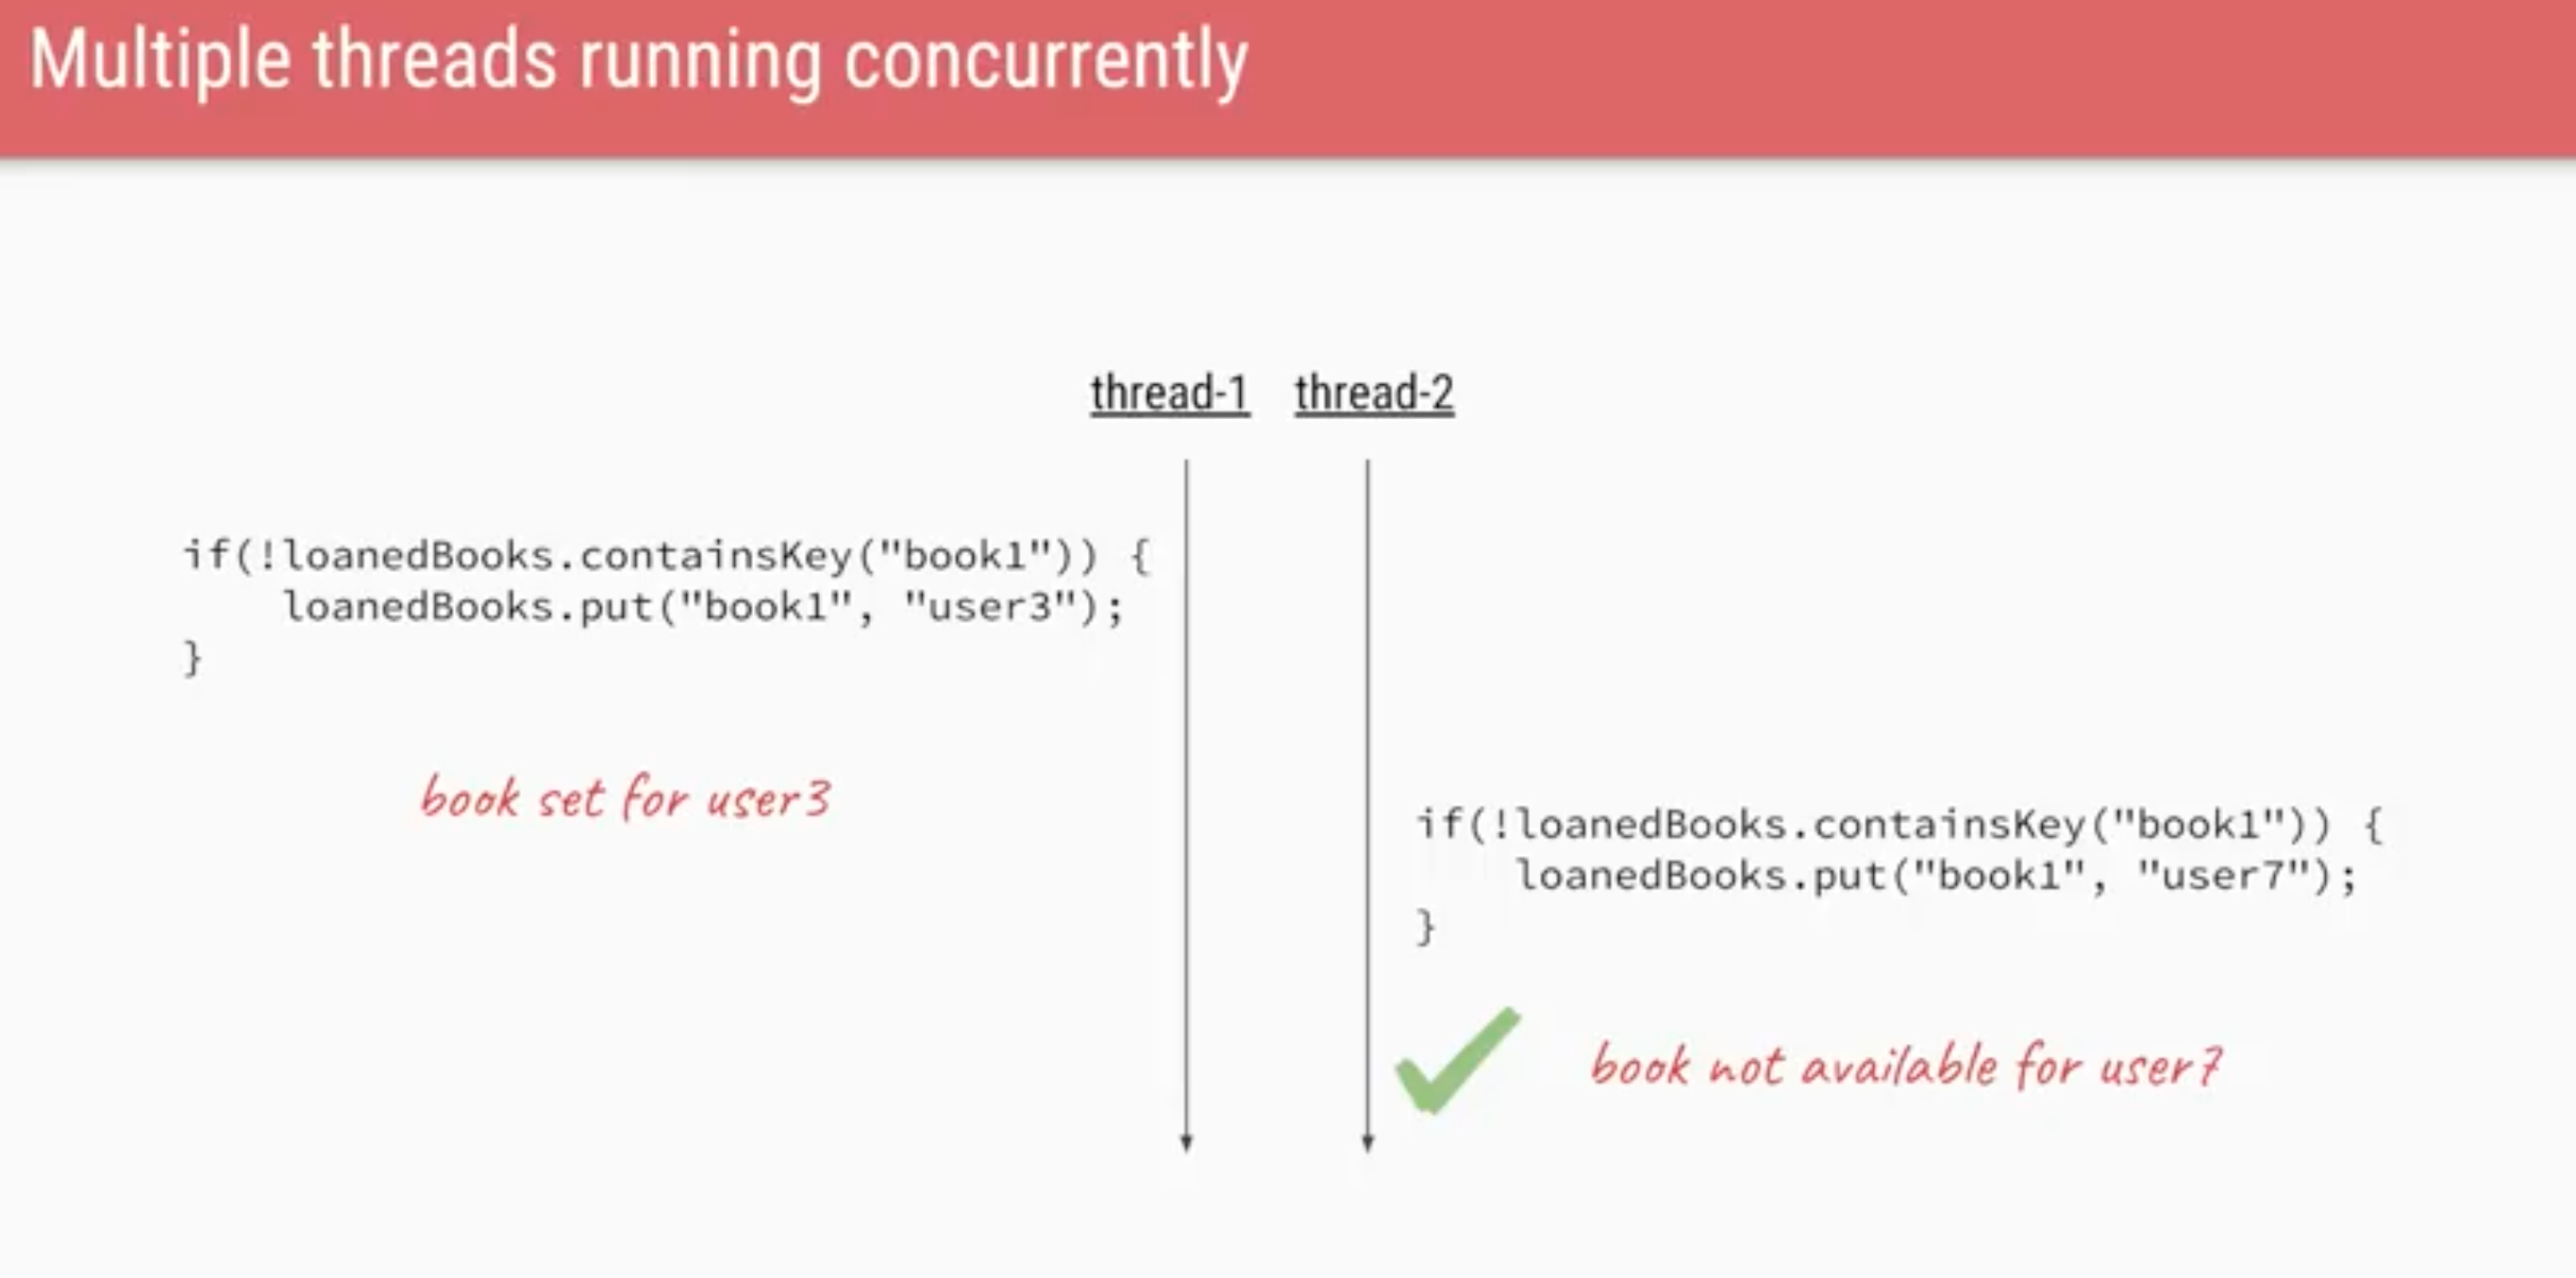 Multiple threads running concurrently
thread-1 thread-2
if(!loanedBooks.containsKey("book1")) {
    loanedBooks.put("book1", "user3");
}
book set for user3
if(!loanedBooks.containsKey("book1")) {
    loanedBooks.put("book1", "user7");
}
book not available for user7